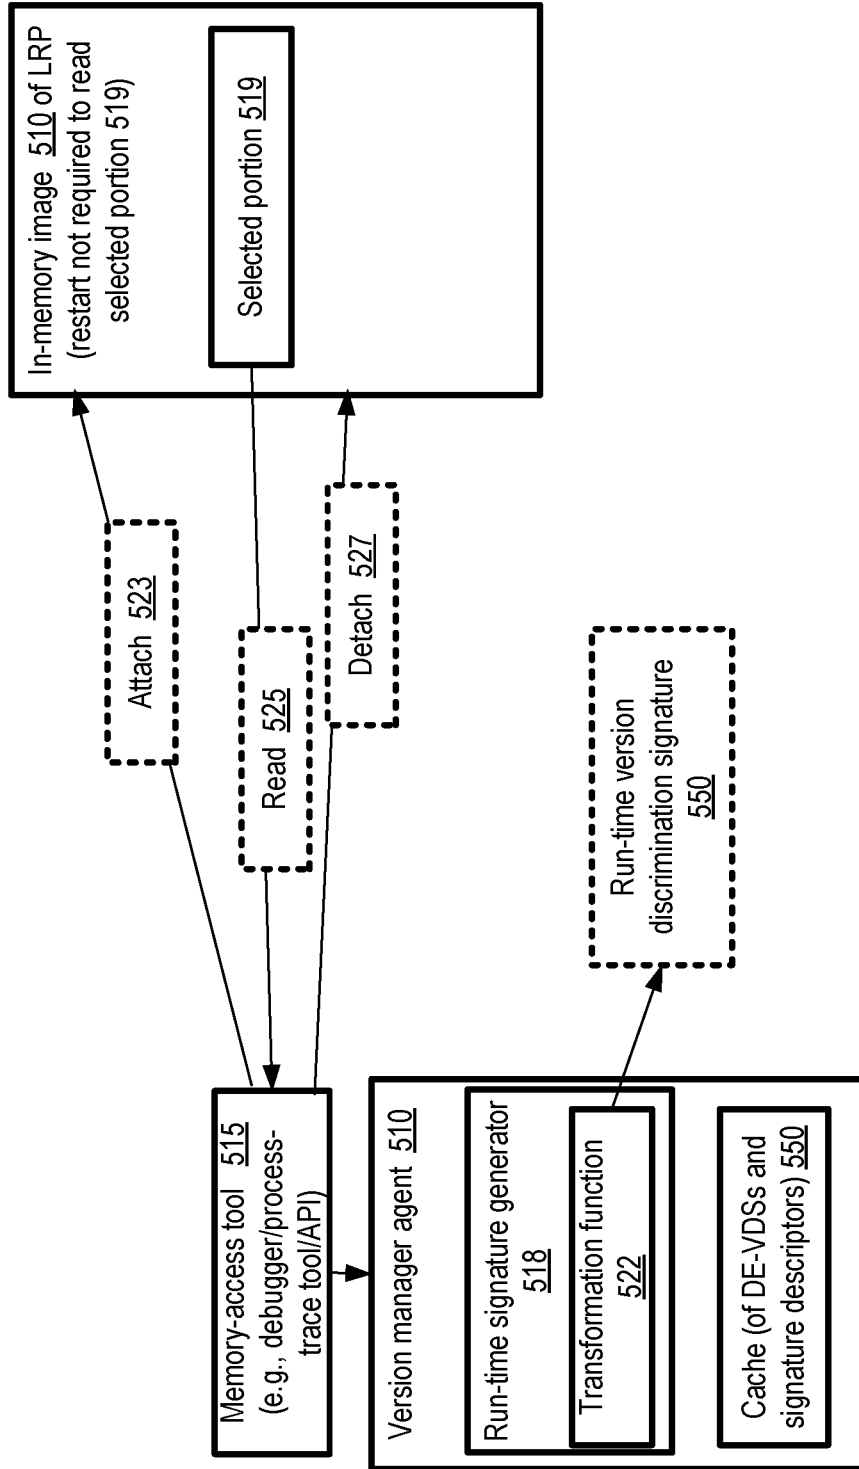 In-memory image 510 of LRP
(restart not required to read
selected portion 519)
Selected portion 519
Attach 523
Read 525
Detach 527
Memory-access tool 515
(e.g., debugger/process-
trace tool/API)
Version manager agent 510
Run-time signature generator
518
Transformation function
522
Cache (of DE-VDSs and
signature descriptors) 550
Run-time version
discrimination signature
550